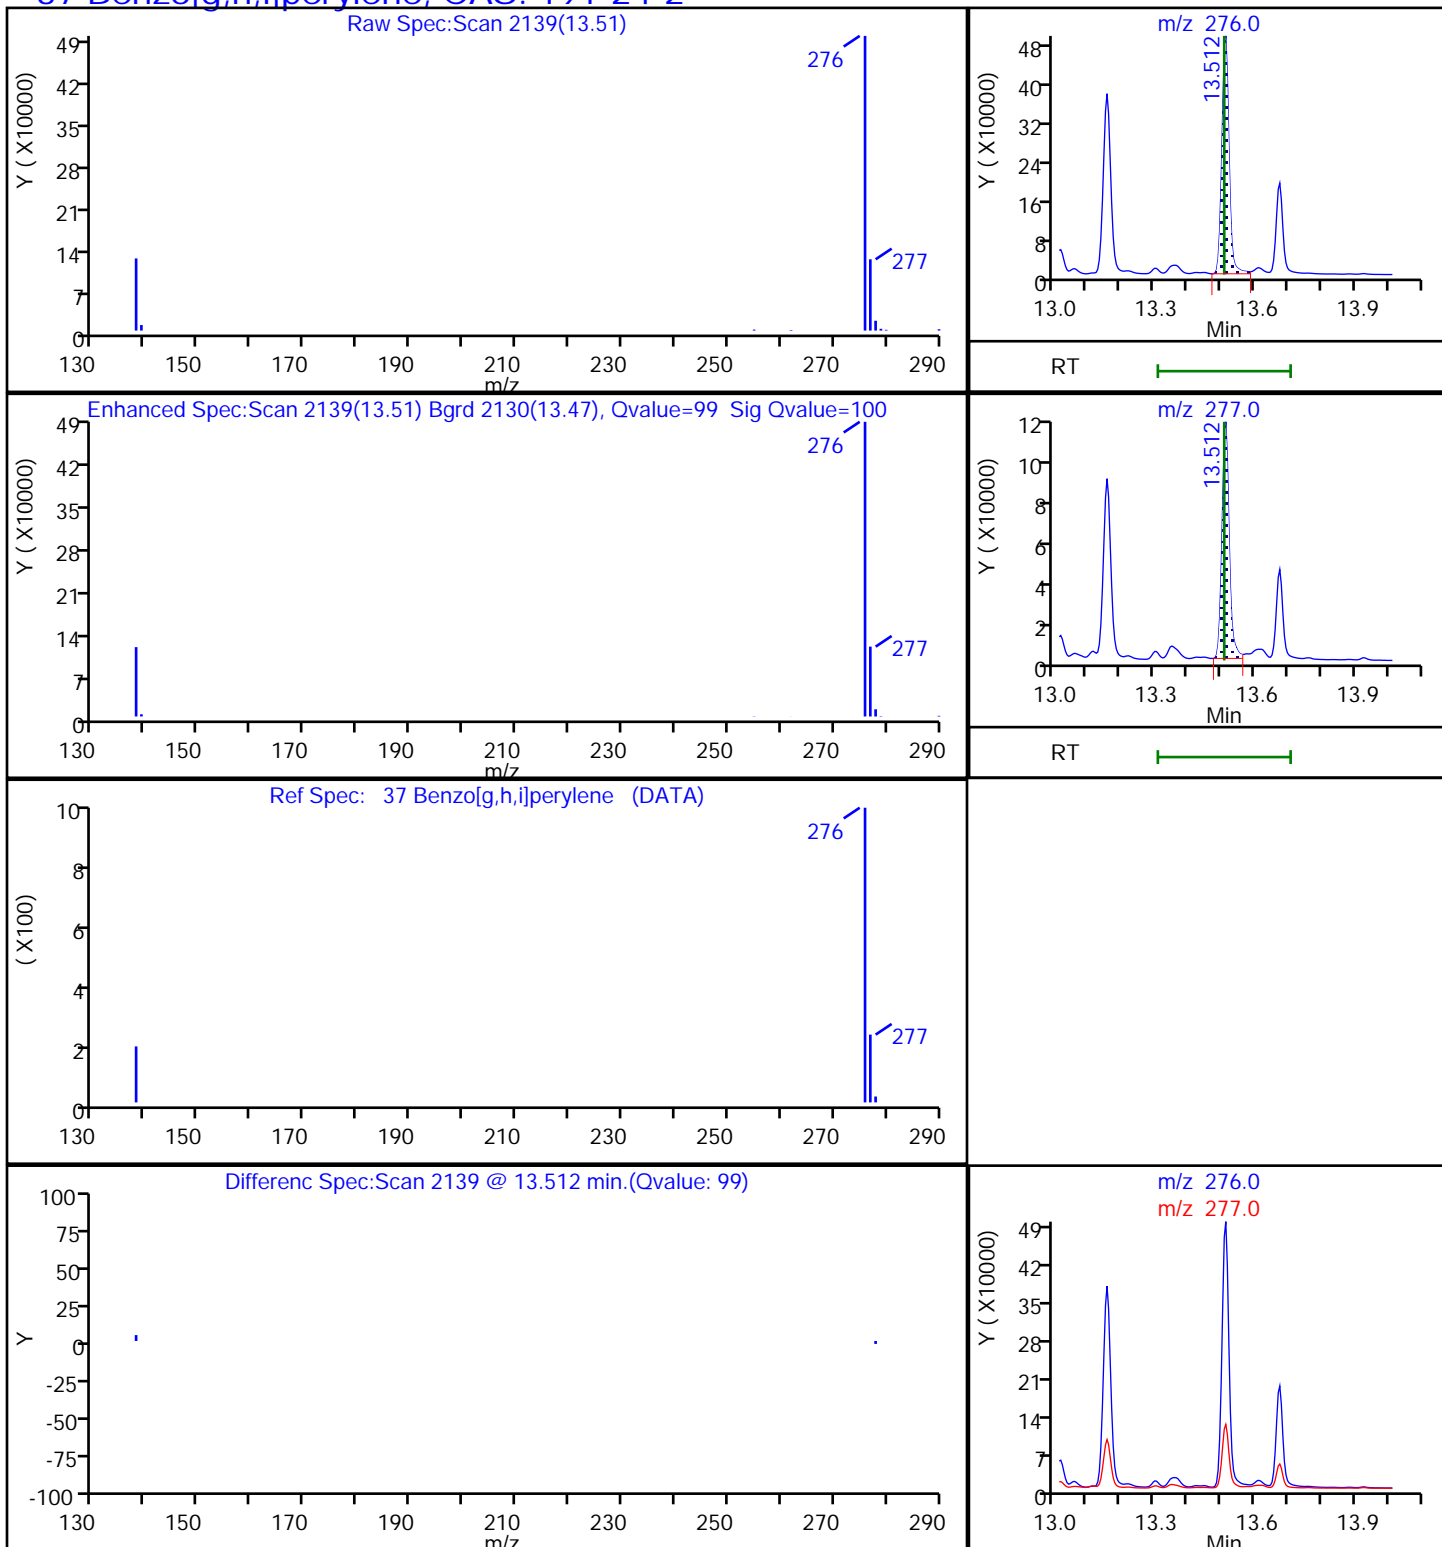 37 Benzo[g,h,i]perylene, CAS: 191-24-2
Raw Spec:Scan 2139(13.51)
Y ( X10000)
49
42
35
28
21
14
7
0
276
277
130 150 170 190 210 230 250 270 290
m/z
m/z 276.0
Y ( X10000)
48
40
32
24
16
8
0
13.512
13.0 13.3 13.6 13.9
Min
RT
Enhanced Spec:Scan 2139(13.51) Bgrd 2130(13.47), Qvalue=99 Sig Qvalue=100
Y ( X10000)
49
42
35
28
21
14
7
0
276
277
130 150 170 190 210 230 250 270 290
m/z
m/z 277.0
Y ( X10000)
12
10
8
6
4
2
0
13.512
13.0 13.3 13.6 13.9
Min
RT
Ref Spec: 37 Benzo[g,h,i]perylene (DATA)
( X100)
10
8
6
4
2
0
276
277
130 150 170 190 210 230 250 270 290
Differenc Spec:Scan 2139 @ 13.512 min.(Qvalue: 99)
Y
100
75
50
25
0
-25
-50
-75
-100
130 150 170 190 210 230 250 270 290
m/z
m/z 276.0
m/z 277.0
Y ( X10000)
49
42
35
28
21
14
7
0
13.0 13.3 13.6 13.9
Min